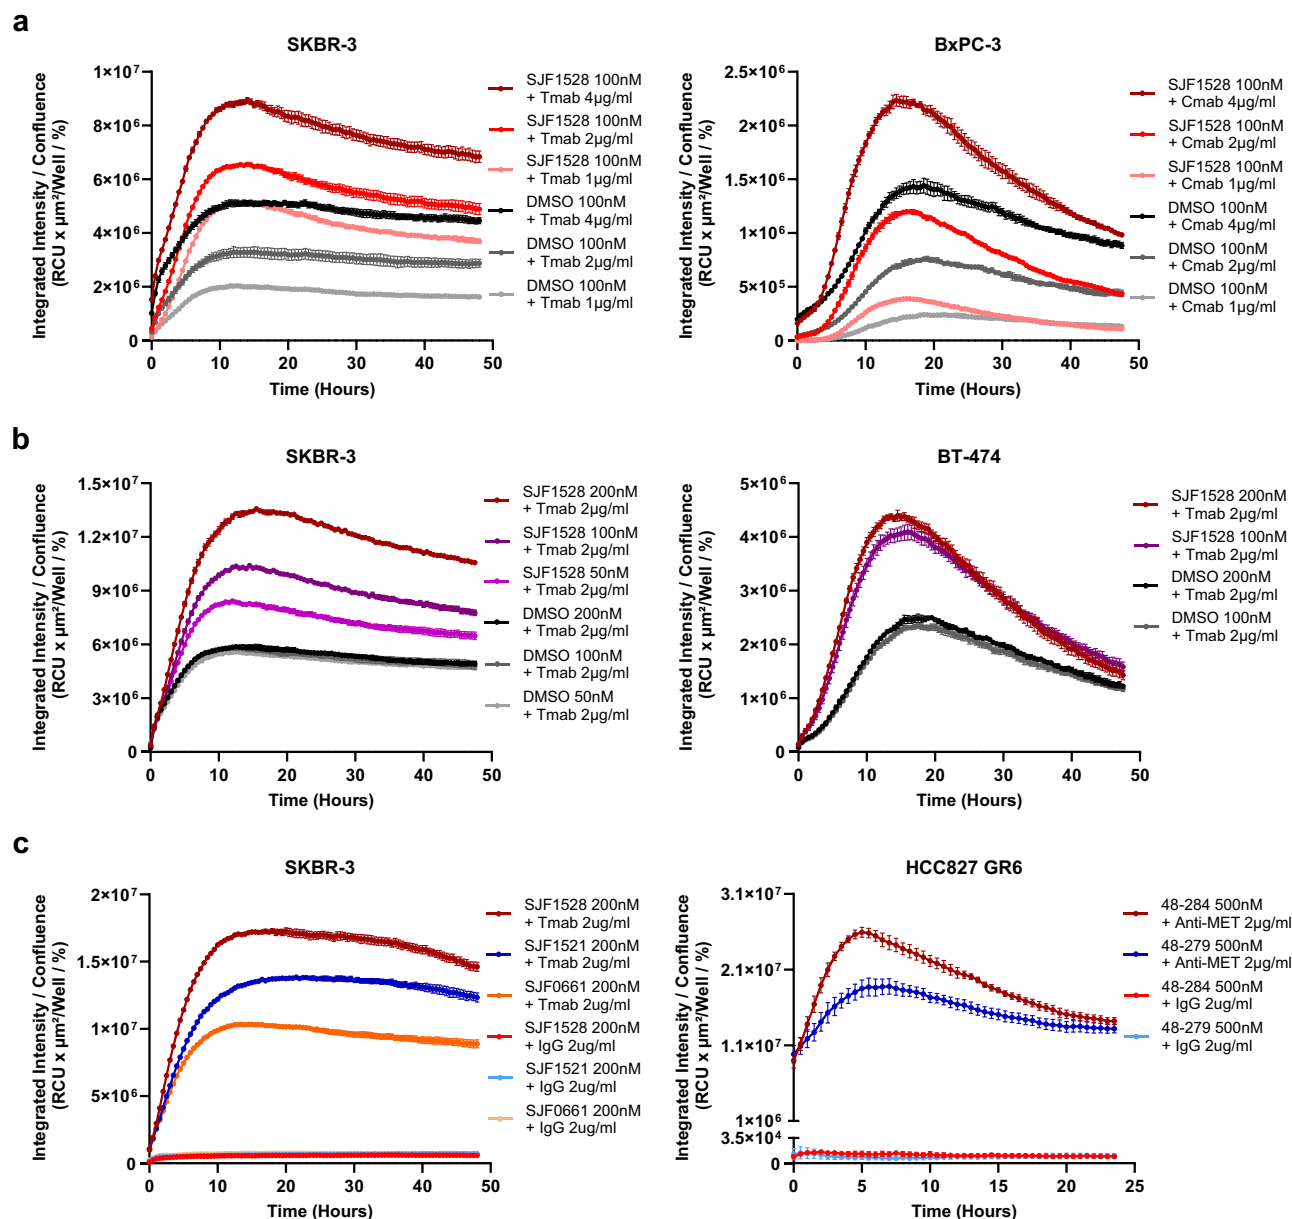 a
SKBR-3
Integrated Intensity / Confluence
(RCU x µm²/Well / %)
1×10⁷
8×10⁶
6×10⁶
4×10⁶
2×10⁶
0
0 10 20 30 40 50
Time (Hours)
SJF1528 100nM
+ Tmab 4µg/ml
SJF1528 100nM
+ Tmab 2µg/ml
SJF1528 100nM
+ Tmab 1µg/ml
DMSO 100nM
+ Tmab 4µg/ml
DMSO 100nM
+ Tmab 2µg/ml
DMSO 100nM
+ Tmab 1µg/ml
BxPC-3
Integrated Intensity / Confluence
(RCU x µm²/Well / %)
2.5×10⁶
2×10⁶
1.5×10⁶
1×10⁶
5×10⁵
0
0 10 20 30 40 50
Time (Hours)
SJF1528 100nM
+ Cmab 4µg/ml
SJF1528 100nM
+ Cmab 2µg/ml
SJF1528 100nM
+ Cmab 1µg/ml
DMSO 100nM
+ Cmab 4µg/ml
DMSO 100nM
+ Cmab 2µg/ml
DMSO 100nM
+ Cmab 1µg/ml
b
SKBR-3
Integrated Intensity / Confluence
(RCU x µm²/Well / %)
1.5×10⁷
1.2×10⁷
9×10⁶
6×10⁶
3×10⁶
0
0 10 20 30 40 50
Time (Hours)
SJF1528 200nM
+ Tmab 2µg/ml
SJF1528 100nM
+ Tmab 2µg/ml
SJF1528 50nM
+ Tmab 2µg/ml
DMSO 200nM
+ Tmab 2µg/ml
DMSO 100nM
+ Tmab 2µg/ml
DMSO 50nM
+ Tmab 2µg/ml
BT-474
Integrated Intensity / Confluence
(RCU x µm²/Well / %)
5×10⁶
4×10⁶
3×10⁶
2×10⁶
1×10⁶
0
0 10 20 30 40 50
Time (Hours)
SJF1528 200nM
+ Tmab 2µg/ml
SJF1528 100nM
+ Tmab 2µg/ml
DMSO 200nM
+ Tmab 2µg/ml
DMSO 100nM
+ Tmab 2µg/ml
c
SKBR-3
Integrated Intensity / Confluence
(RCU x µm²/Well / %)
2×10⁷
1.5×10⁷
1×10⁷
5×10⁶
0
0 10 20 30 40 50
Time (Hours)
SJF1528 200nM
+ Tmab 2ug/ml
SJF1521 200nM
+ Tmab 2ug/ml
SJF0661 200nM
+ Tmab 2ug/ml
SJF1528 200nM
+ IgG 2ug/ml
SJF1521 200nM
+ IgG 2ug/ml
SJF0661 200nM
+ IgG 2ug/ml
HCC827 GR6
Integrated Intensity / Confluence
(RCU x µm²/Well / %)
3.1×10⁷
2.1×10⁷
1.1×10⁷
1×10⁶
3.5×10⁴
0
0 5 10 15 20 25
Time (Hours)
48-284 500nM
+ Anti-MET 2µg/ml
48-279 500nM
+ Anti-MET 2µg/ml
48-284 500nM
+ IgG 2ug/ml
48-279 500nM
+ IgG 2ug/ml